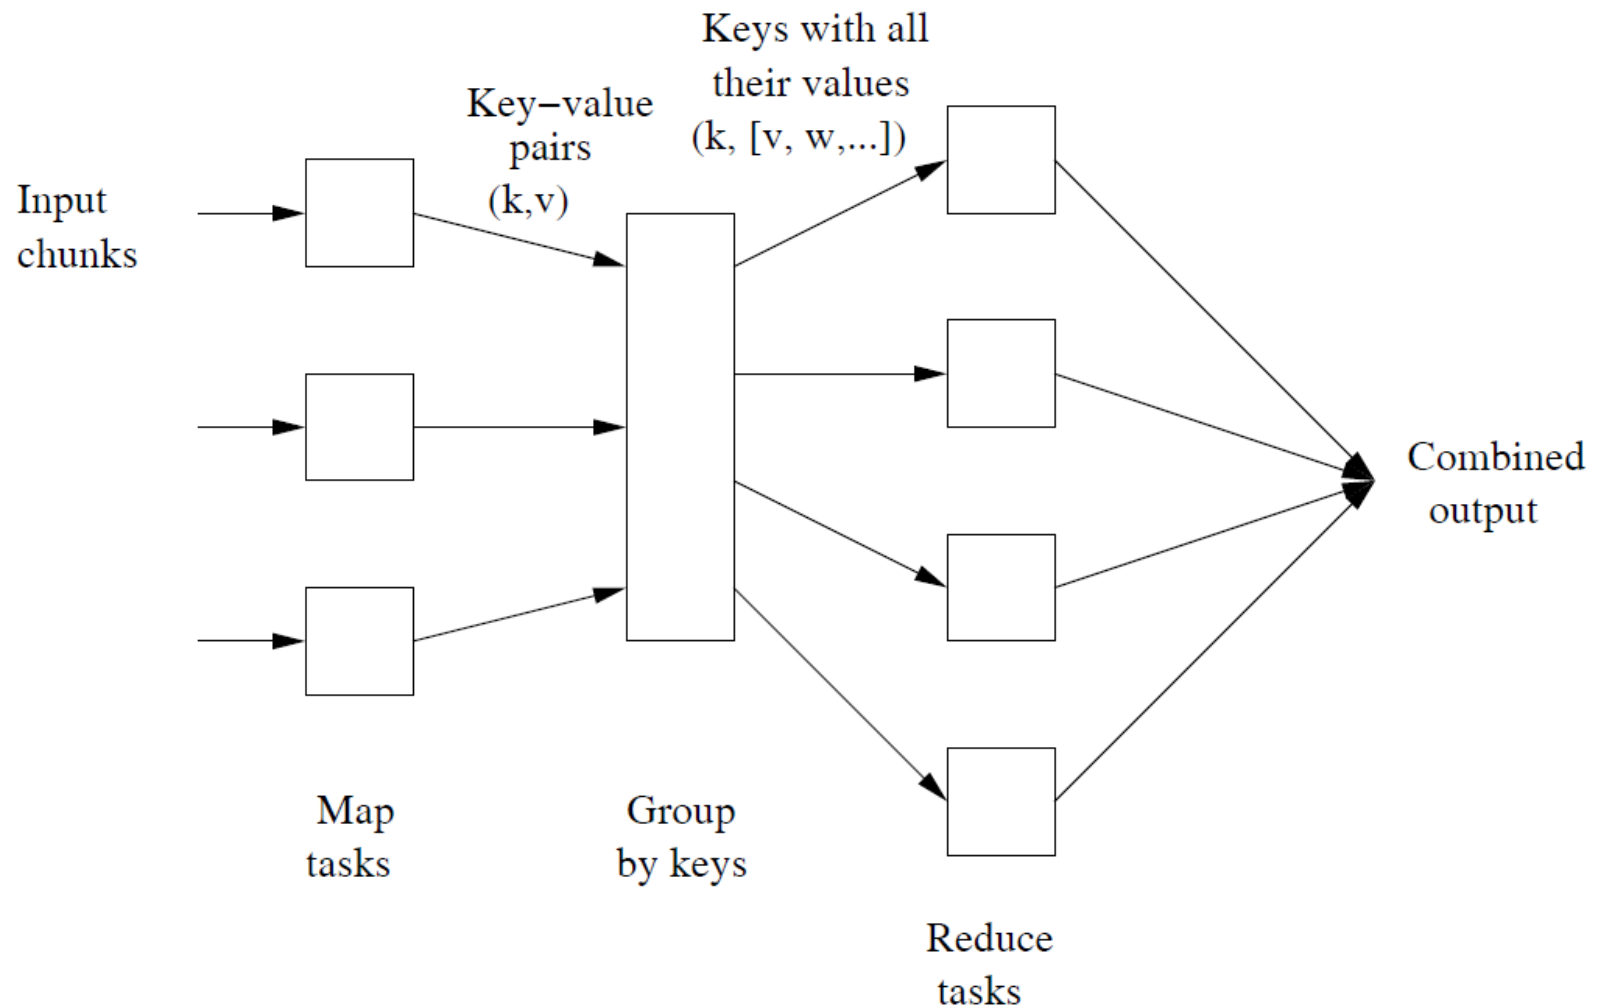 Keys with all
their values
(k, [v, w,...])
Key−value
pairs
(k,v)
Input
chunks
Combined
output
Map
tasks
Group
by keys
Reduce
tasks